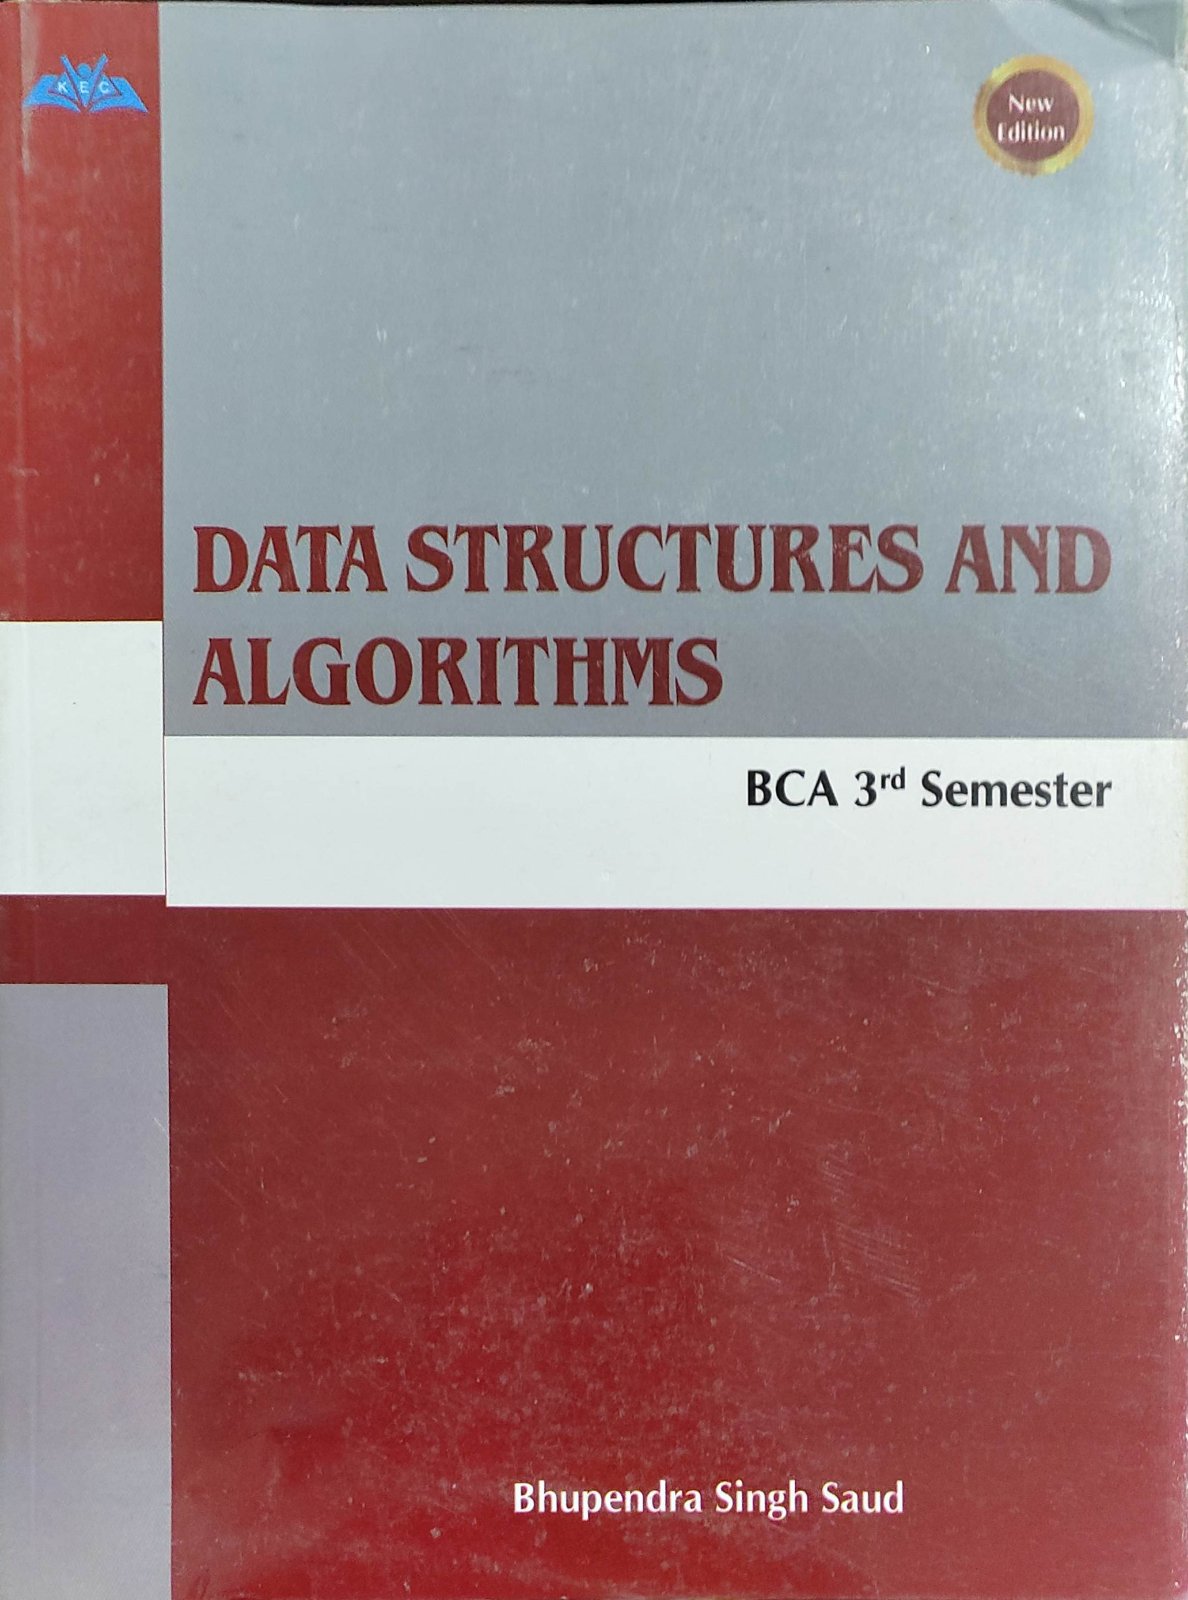 KEC
New
Edition
DATA STRUCTURES AND
ALGORITHMS
BCA 3rd Semester
Bhupendra Singh Saud